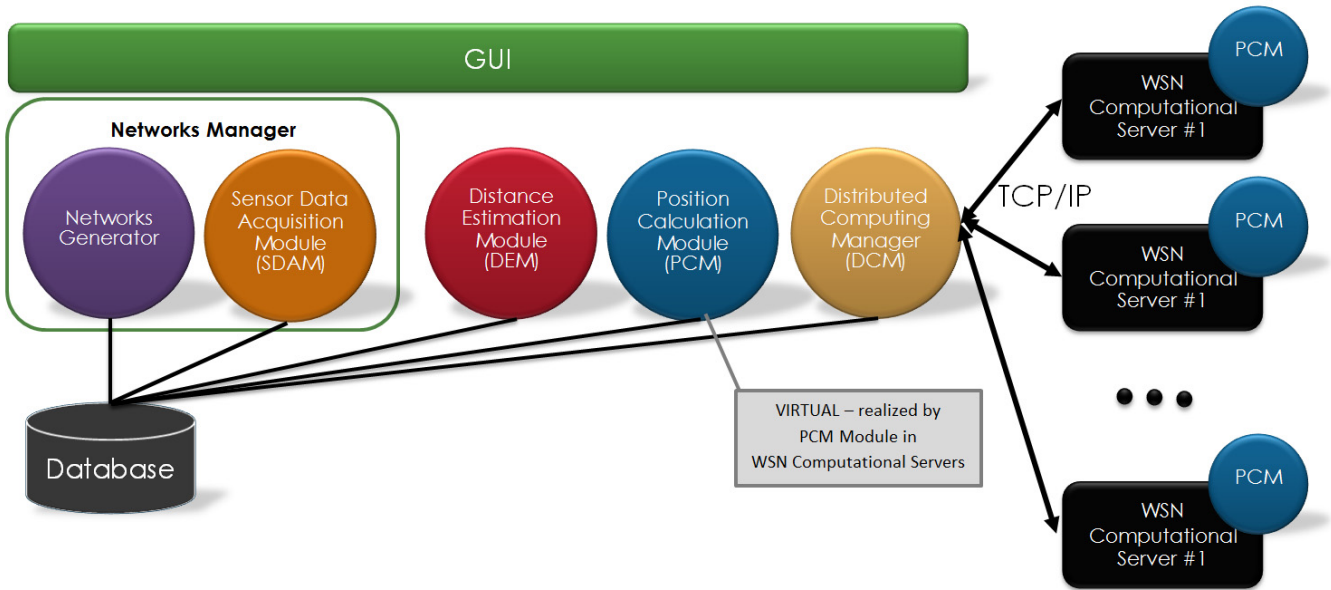 GUI
Networks Manager
Networks
Generator
Sensor Data
Acquisition
Module
(SDAM)
Distance
Estimation
Module
(DEM)
Position
Calculation
Module
(PCM)
Distributed
Computing
Manager
(DCM)
TCP/IP
PCM
WSN
Computational
Server #1
PCM
WSN
Computational
Server #1
PCM
WSN
Computational
Server #1
VIRTUAL – realized by
PCM Module in
WSN Computational Servers
Database